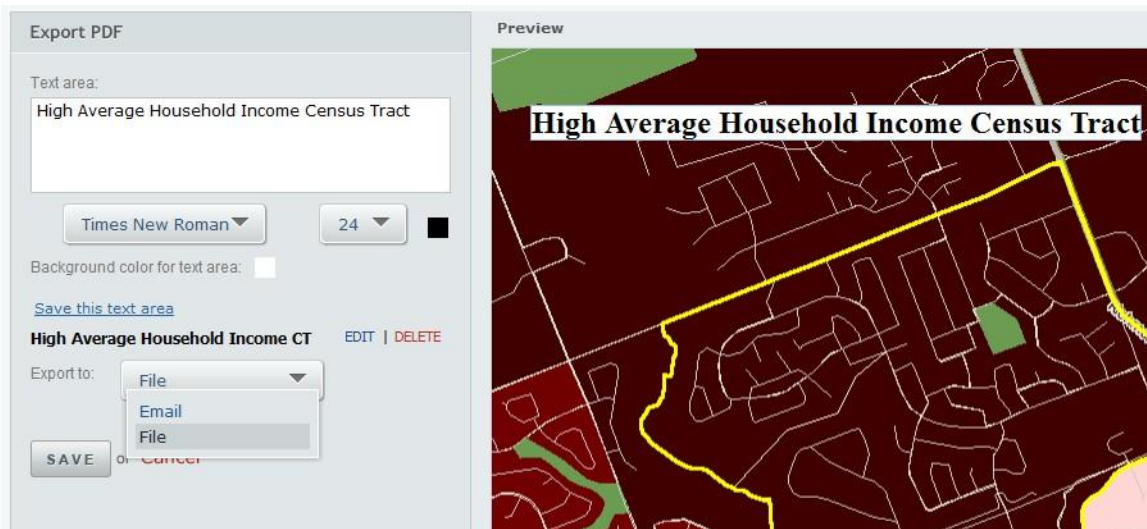 Export PDF
Text area:
High Average Household Income Census Tract
Times New Roman
24
Background color for text area:
Save this text area
High Average Household Income CT EDIT | DELETE
Export to:
File
Email
File
SAVE or Cancel
Preview
High Average Household Income Census Tract